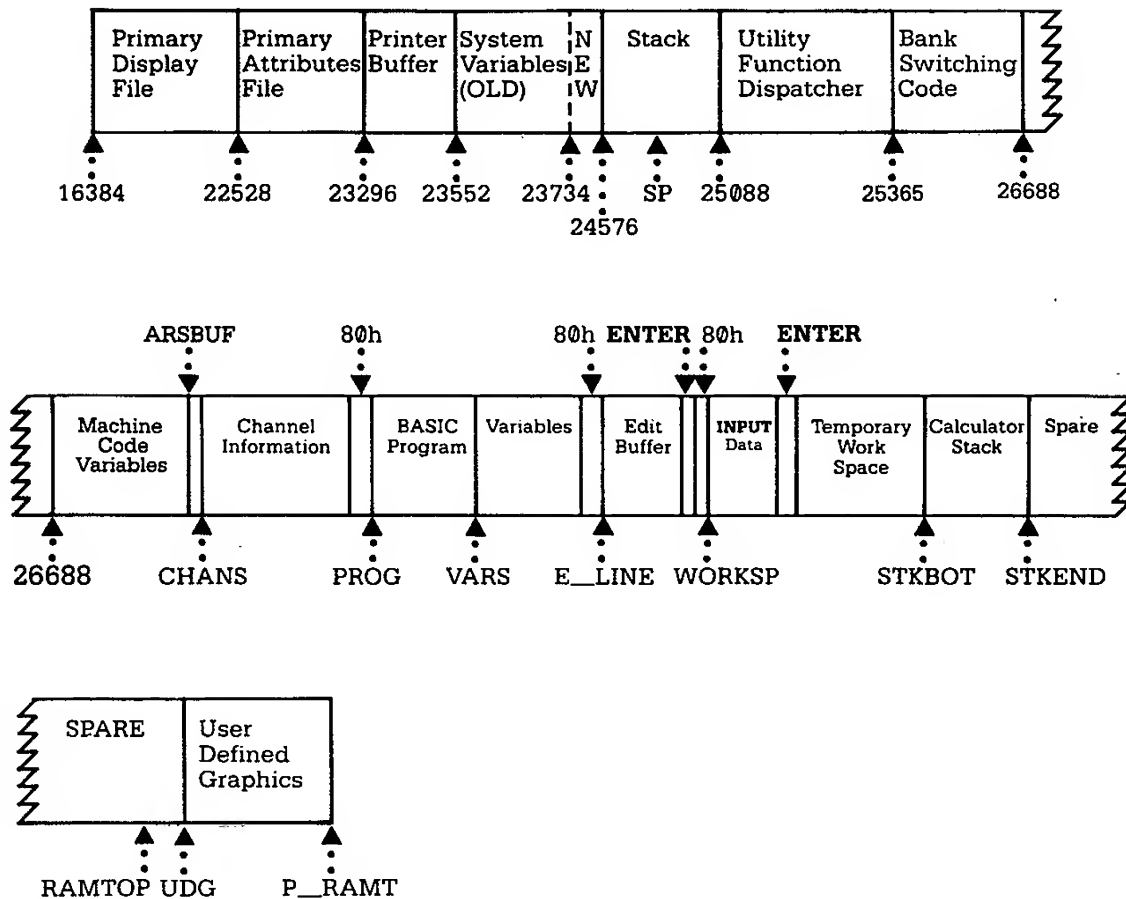 Primary Display File
Primary Attributes File
Printer Buffer
System Variables (OLD)
NEW
Stack
Utility Function Dispatcher
Bank Switching Code
16384
22528
23296
23552
23734
24576
SP
25088
25365
26688
ARSBUF
80h
80h
ENTER
80h
ENTER
Machine Code Variables
Channel Information
BASIC Program
Variables
Edit Buffer
INPUT Data
Temporary Work Space
Calculator Stack
Spare
26688
CHANS
PROG
VARS
E__LINE
WORKSP
STKBOT
STKEND
SPARE
User Defined Graphics
RAMTOP
UDG
P__RAMT